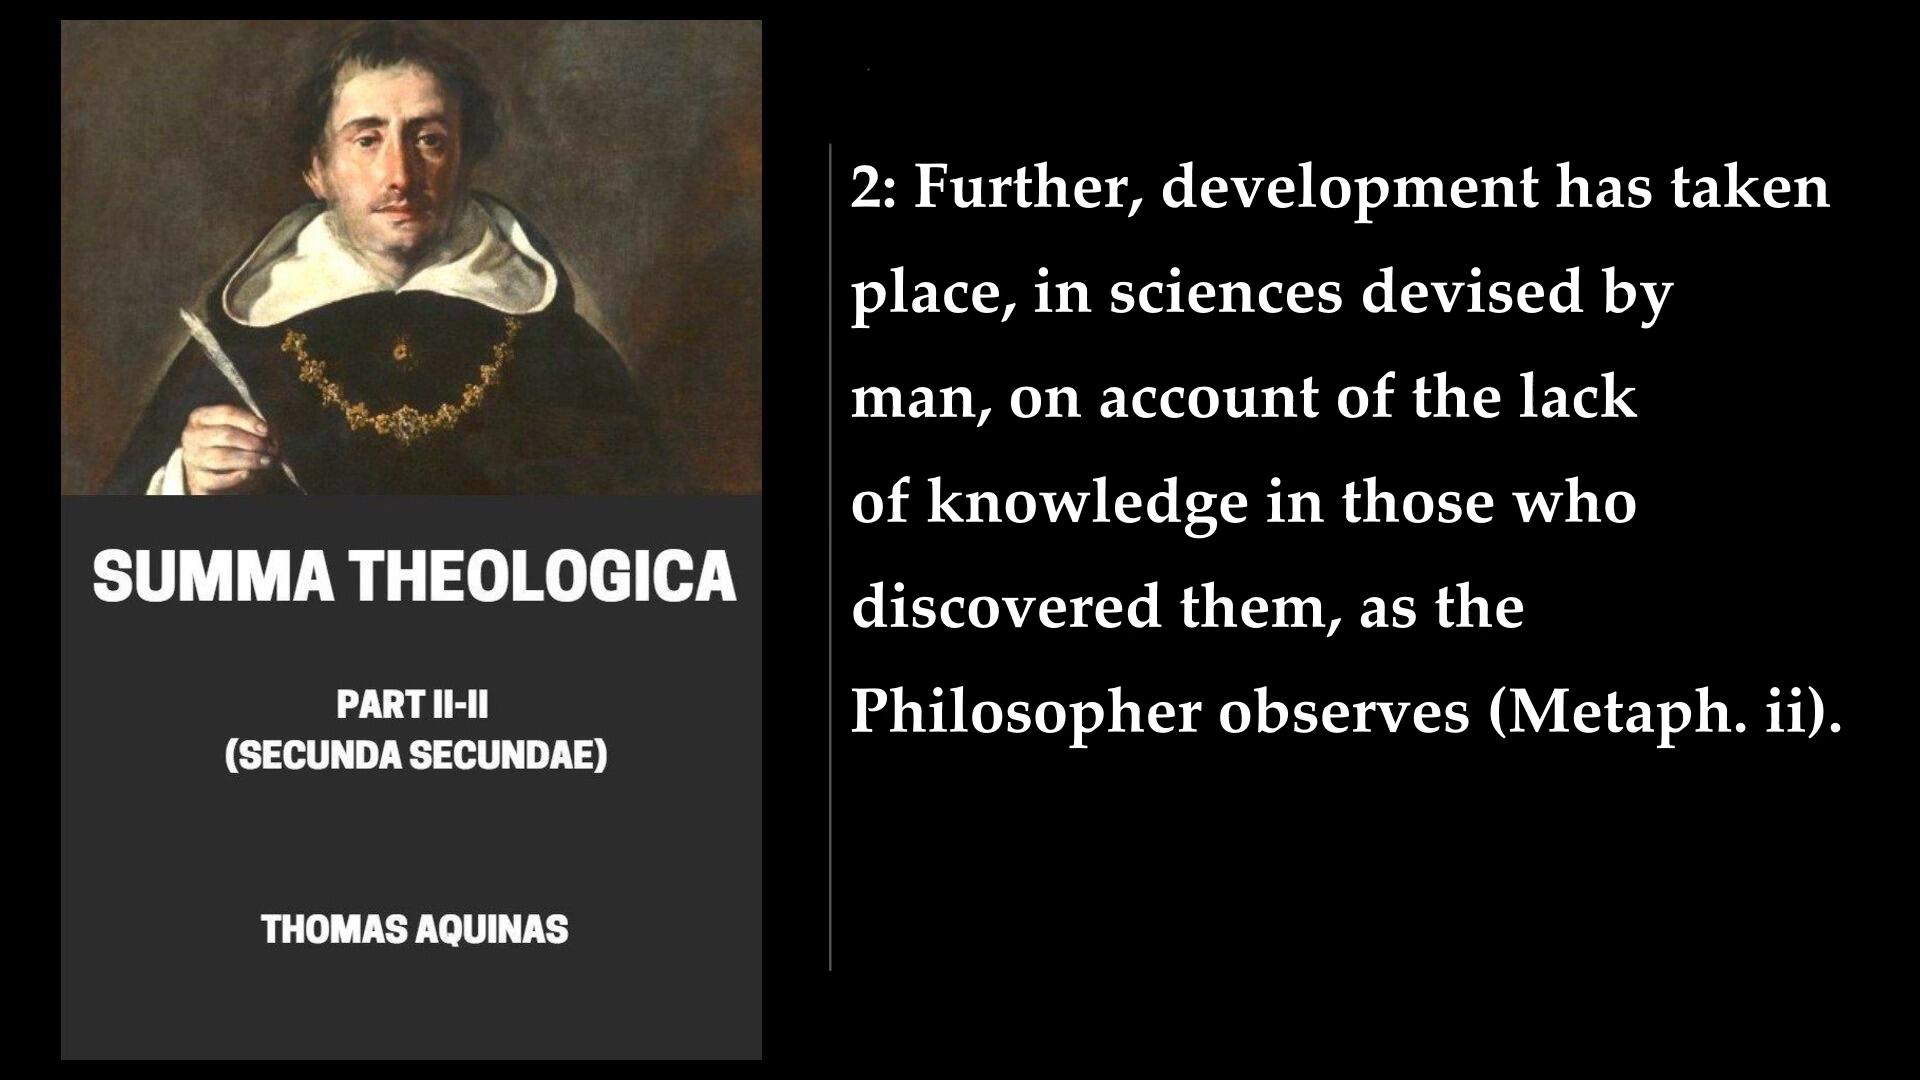 SUMMA THEOLOGICA
PART II-II
(SECUNDA SECUNDAE)
THOMAS AQUINAS
2: Further, development has taken
place, in sciences devised by
man, on account of the lack
of knowledge in those who
discovered them, as the
Philosopher observes (Metaph. ii).